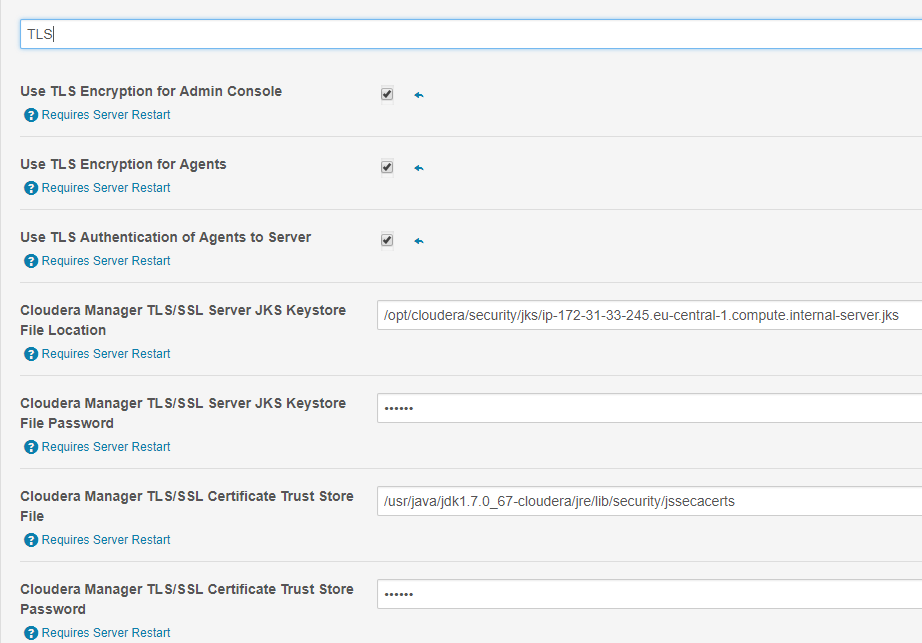 TLS
Use TLS Encryption for Admin Console
? Requires Server Restart
Use TLS Encryption for Agents
? Requires Server Restart
Use TLS Authentication of Agents to Server
? Requires Server Restart
Cloudera Manager TLS/SSL Server JKS Keystore
File Location
/opt/cloudera/security/jks/ip-172-31-33-245.eu-central-1.compute.internal-server.jks
? Requires Server Restart
Cloudera Manager TLS/SSL Server JKS Keystore
File Password
••••••
? Requires Server Restart
Cloudera Manager TLS/SSL Certificate Trust Store
File
/usr/java/jdk1.7.0_67-cloudera/jre/lib/security/jssecacerts
? Requires Server Restart
Cloudera Manager TLS/SSL Certificate Trust Store
Password
••••••
? Requires Server Restart